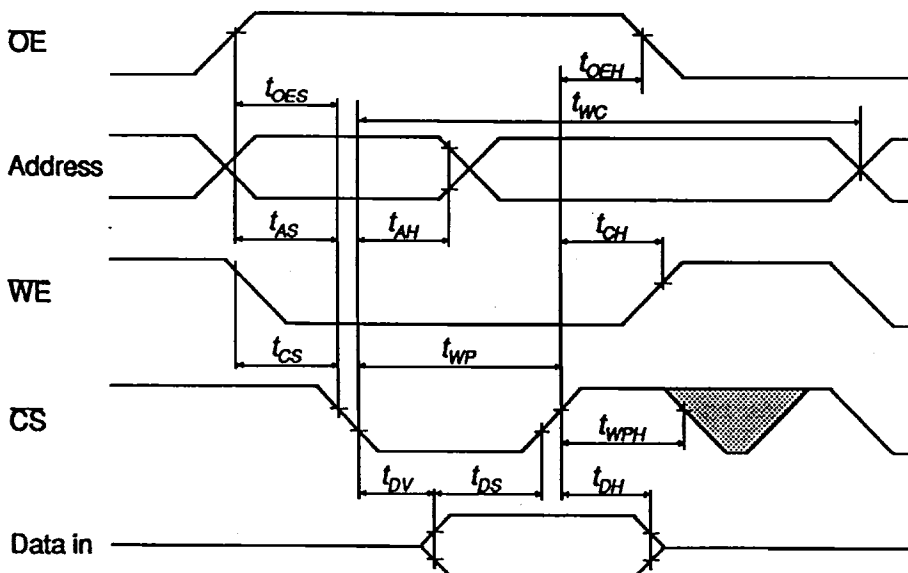 OE
tOEH
tOES
tWC
Address
tAS
tAH
tCH
WE
tCS
tWP
CS
tWPH
tDV
tDS
tDH
Data in